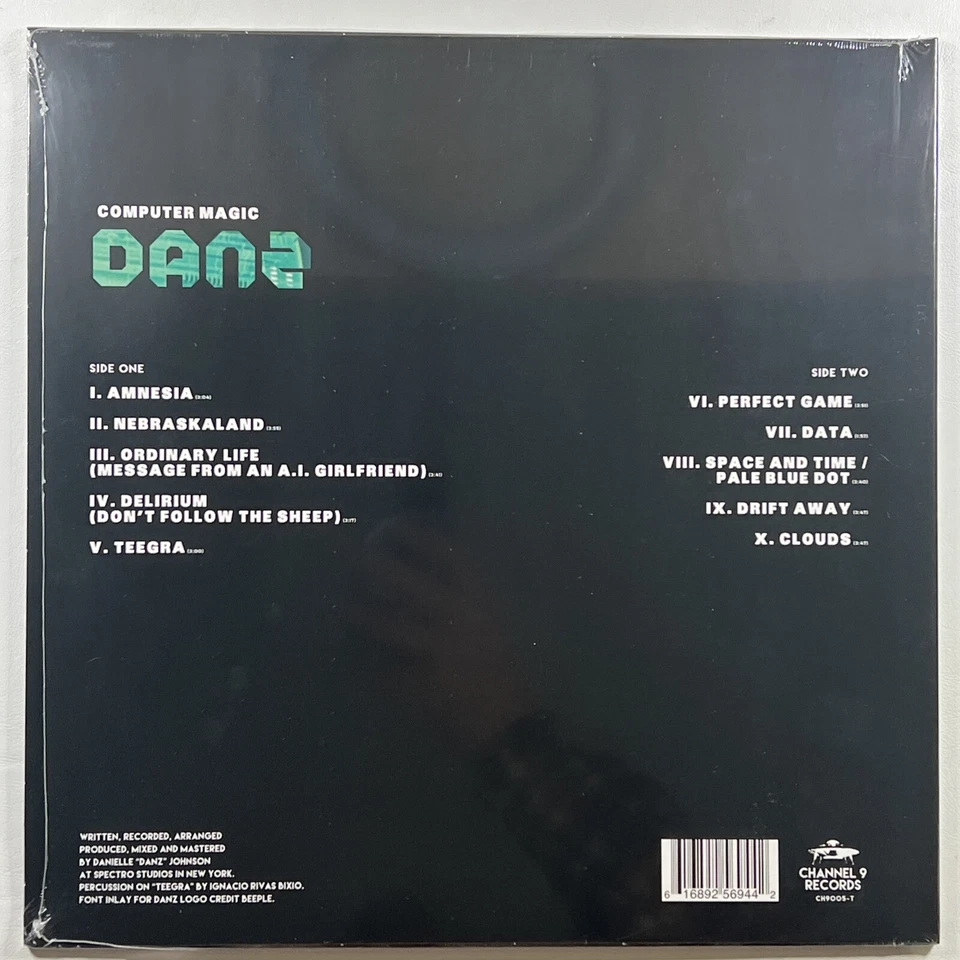 COMPUTER MAGIC
DANZ
SIDE ONE
I. AMNESIA (3:04)
II. NEBRASKALAND
III. ORDINARY LIFE
(MESSAGE FROM AN A.I. GIRLFRIEND)
IV. DELIRIUM
(DON'T FOLLOW THE SHEEP) (3:17)
V. TEEGRA
SIDE TWO
VI. PERFECT GAME
VII. DATA
VIII. SPACE AND TIME /
PALE BLUE DOT
IX. DRIFT AWAY
X. CLOUDS
WRITTEN, RECORDED, ARRANGED
PRODUCED, MIXED AND MASTERED
BY DANIELLE "DANZ" JOHNSON
AT SPECTRO STUDIOS IN NEW YORK.
PERCUSSION ON "TEEGRA" BY IGNACIO RIVAS BIXIO.
FONT INLAY FOR DANZ LOGO CREDIT BEEPLE.
6 16892 56944 2
CHANNEL 9
RECORDS
CH9005-T